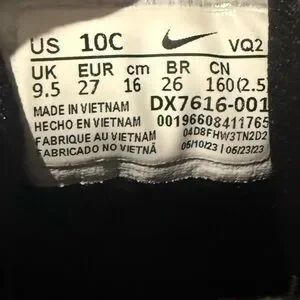 US 10C VQ2
UK EUR cm BR CN
9.5 27 16 26 160(2.5)
MADE IN VIETNAM DX7616-001
HECHO EN VIETNAM 00196608411765
FABRIQUE AU VIETNAM 04D8FHW3TN2D2
FABRICADO NO VIETNÃ 05/10/23 | 06/23/23